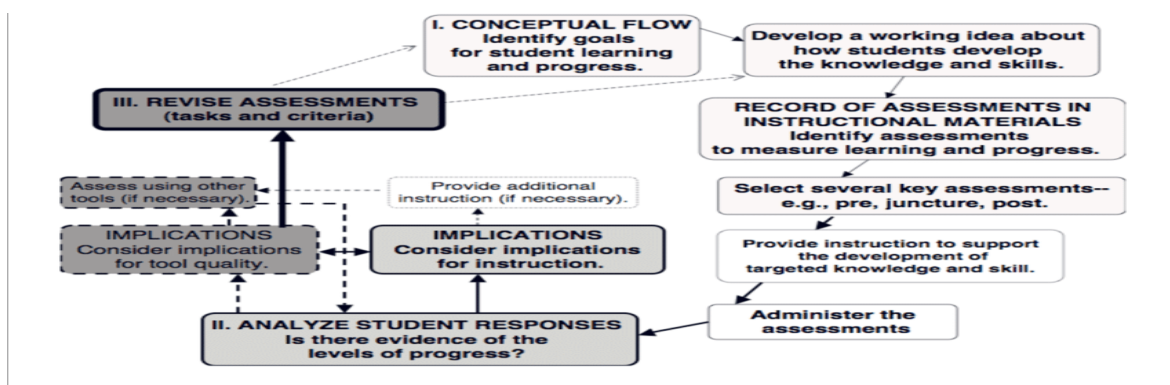 I. CONCEPTUAL FLOW
Identify goals
for student learning
and progress.
Develop a working idea about
how students develop
the knowledge and skills.
RECORD OF ASSESSMENTS IN
INSTRUCTIONAL MATERIALS
Identify assessments
to measure learning and progress.
Select several key assessments--
e.g., pre, juncture, post.
Provide instruction to support
the development of
targeted knowledge and skill.
Administer the
assessments
II. ANALYZE STUDENT RESPONSES
Is there evidence of the
levels of progress?
IMPLICATIONS
Consider implications
for instruction.
IMPLICATIONS
Consider implications
for tool quality.
Provide additional
instruction (if necessary).
Assess using other
tools (if necessary).
III. REVISE ASSESSMENTS
(tasks and criteria)